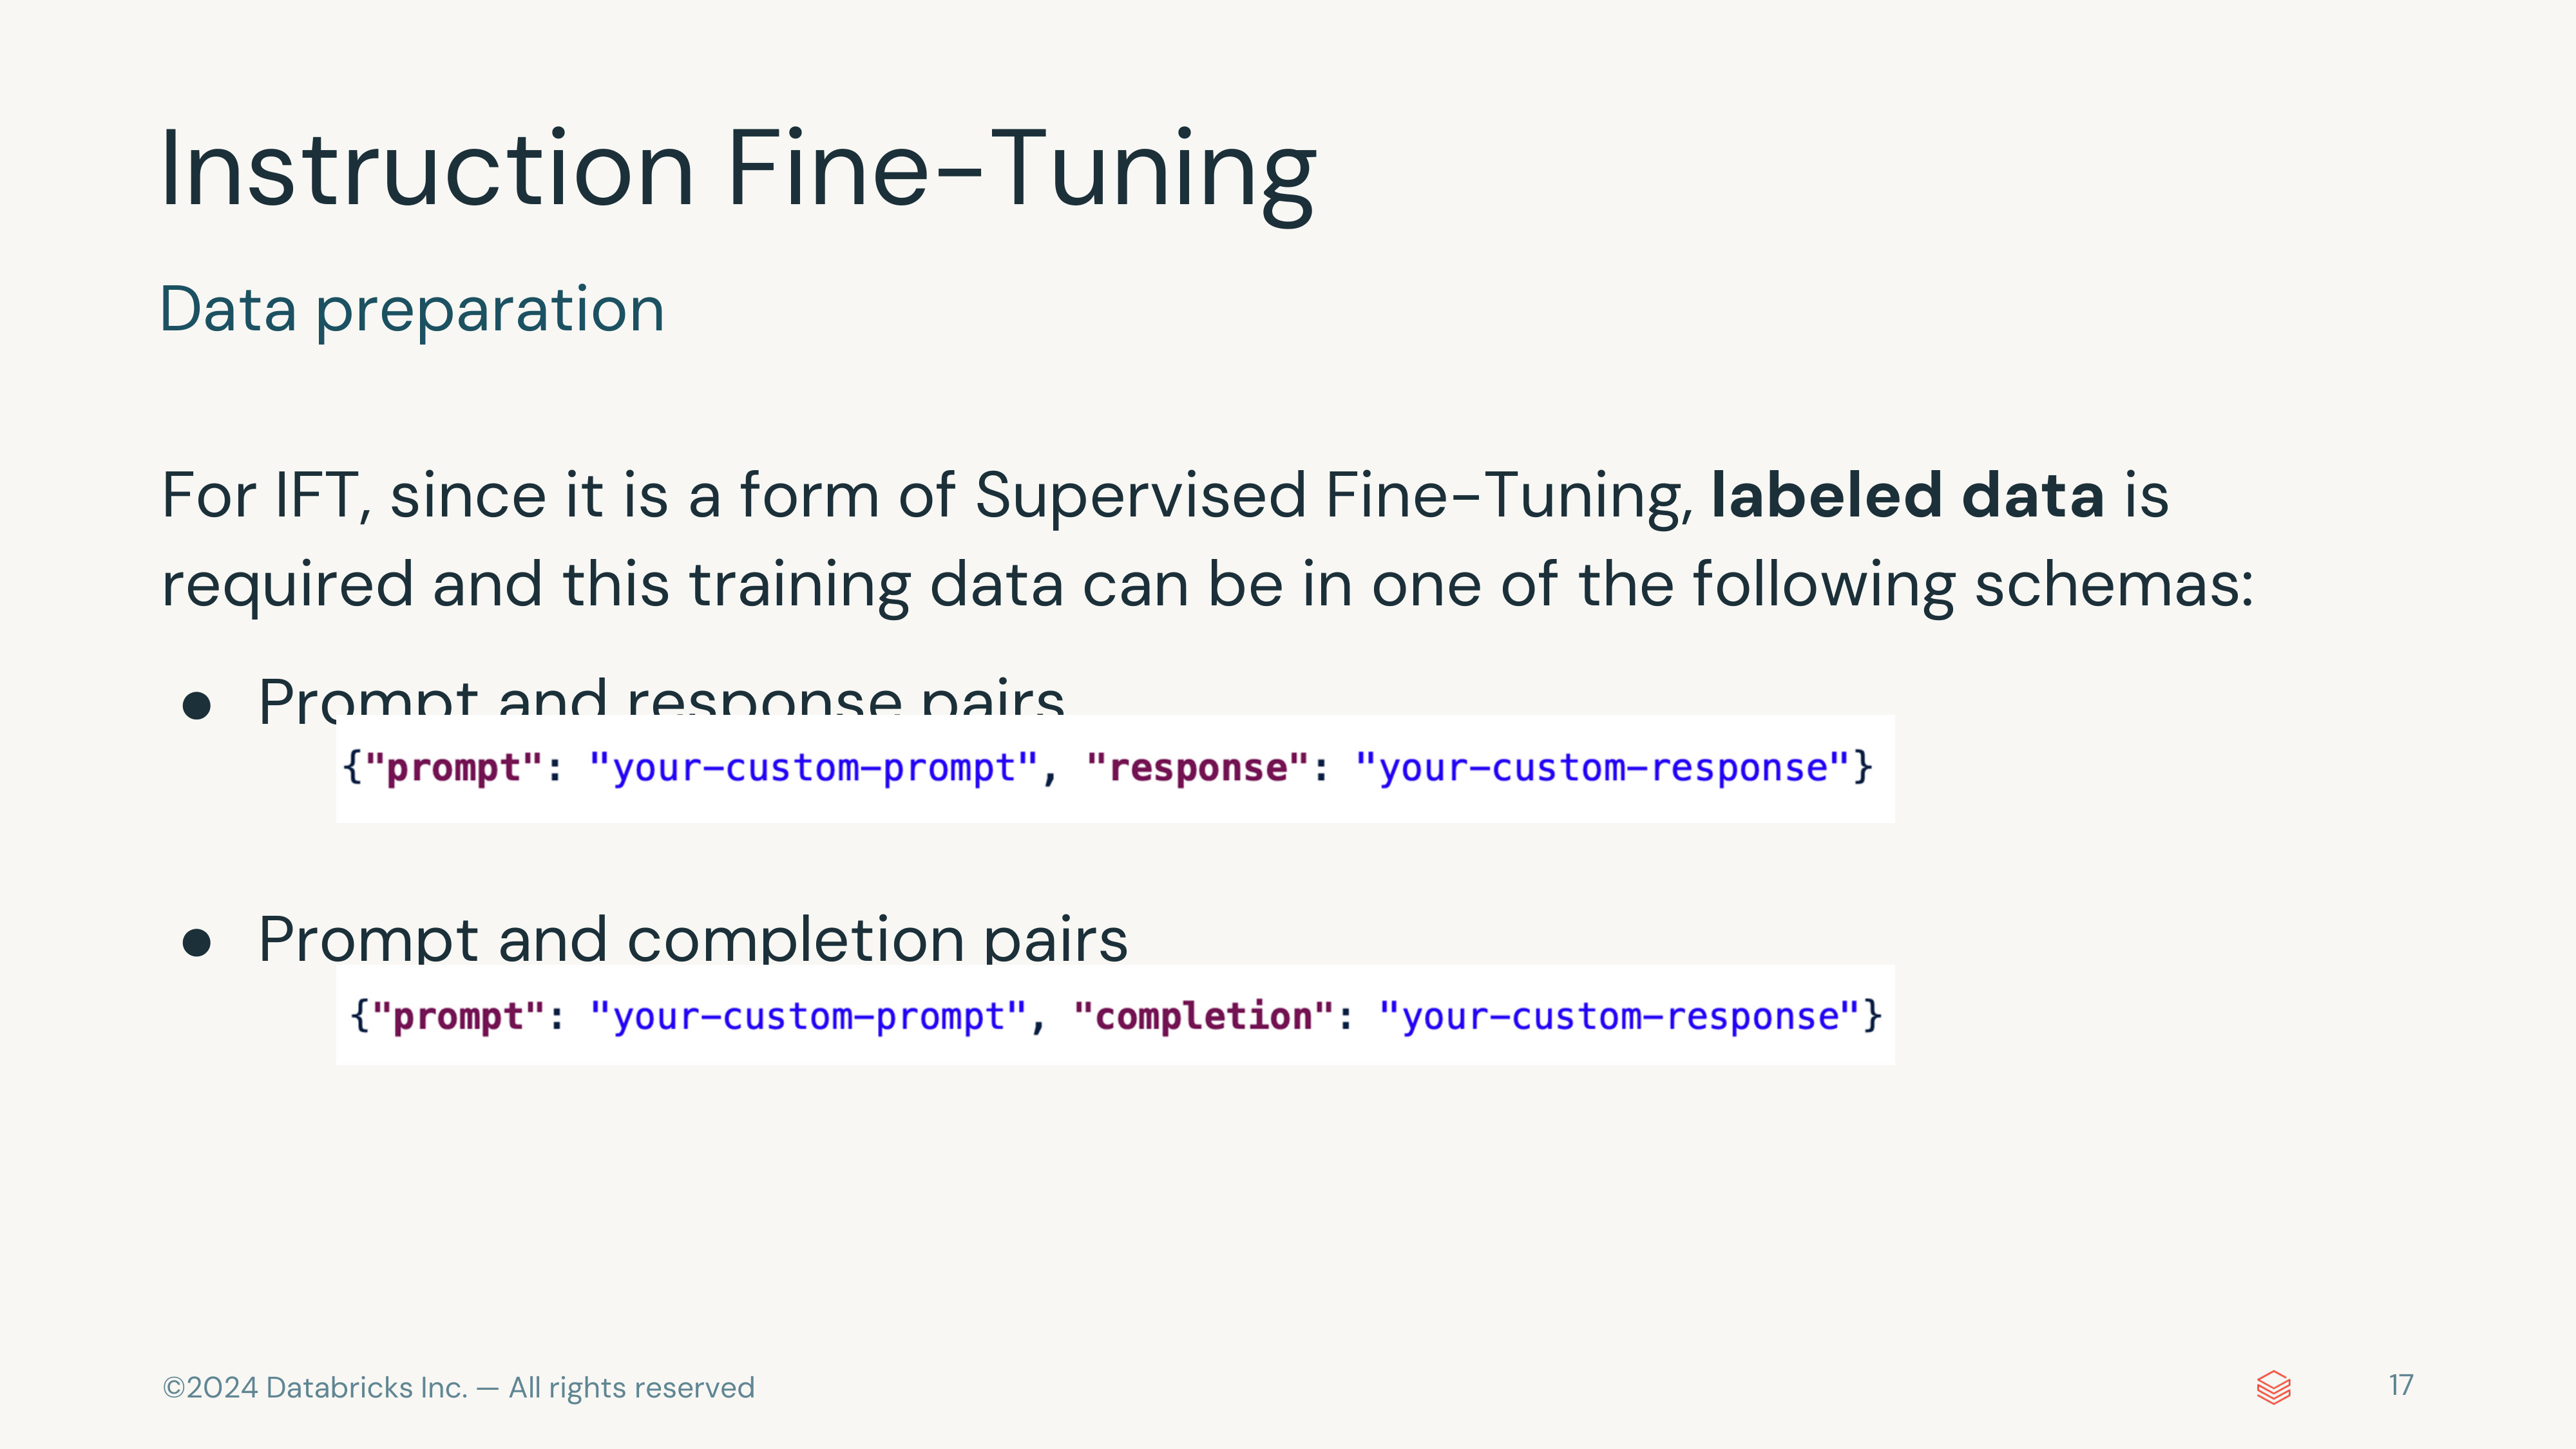 Instruction Fine-Tuning
Data preparation
For IFT, since it is a form of Supervised Fine-Tuning, labeled data is
required and this training data can be in one of the following schemas:
● Prompt and response pairs
{"prompt": "your-custom-prompt", "response": "your-custom-response"}
● Prompt and completion pairs
{"prompt": "your-custom-prompt", "completion": "your-custom-response"}
©2024 Databricks Inc. — All rights reserved
17